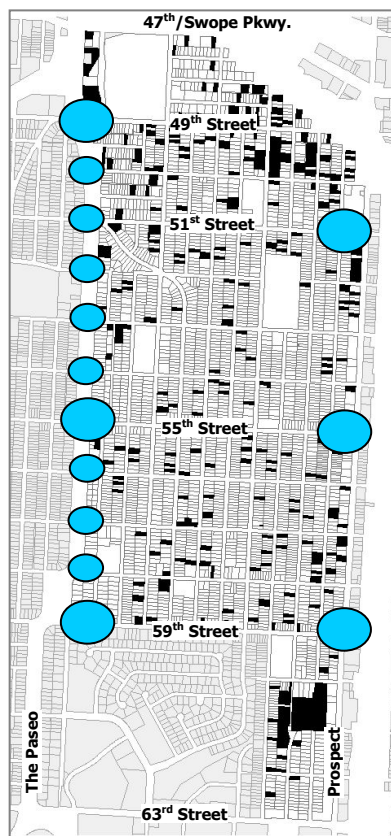 47th/Swope Pkwy.
49th Street
51st Street
55th Street
59th Street
The Paseo
Prospect
63rd Street